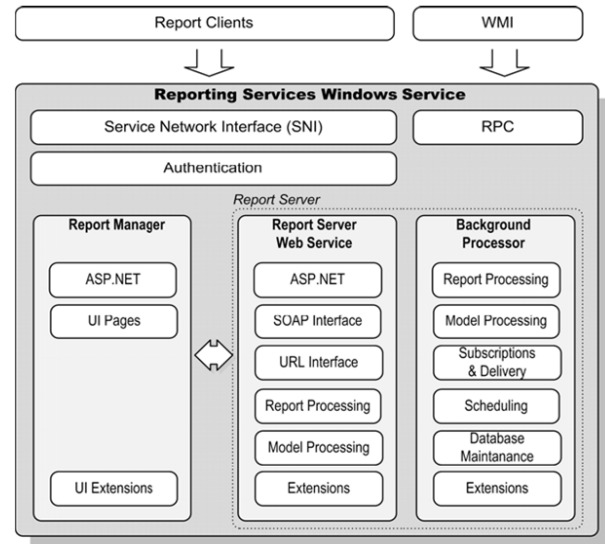 Report Clients
WMI
Reporting Services Windows Service
Service Network Interface (SNI)
RPC
Authentication
Report Server
Report Manager
ASP.NET
UI Pages
UI Extensions
Report Server
Web Service
ASP.NET
SOAP Interface
URL Interface
Report Processing
Model Processing
Extensions
Background
Processor
Report Processing
Model Processing
Subscriptions
& Delivery
Scheduling
Database
Maintanance
Extensions